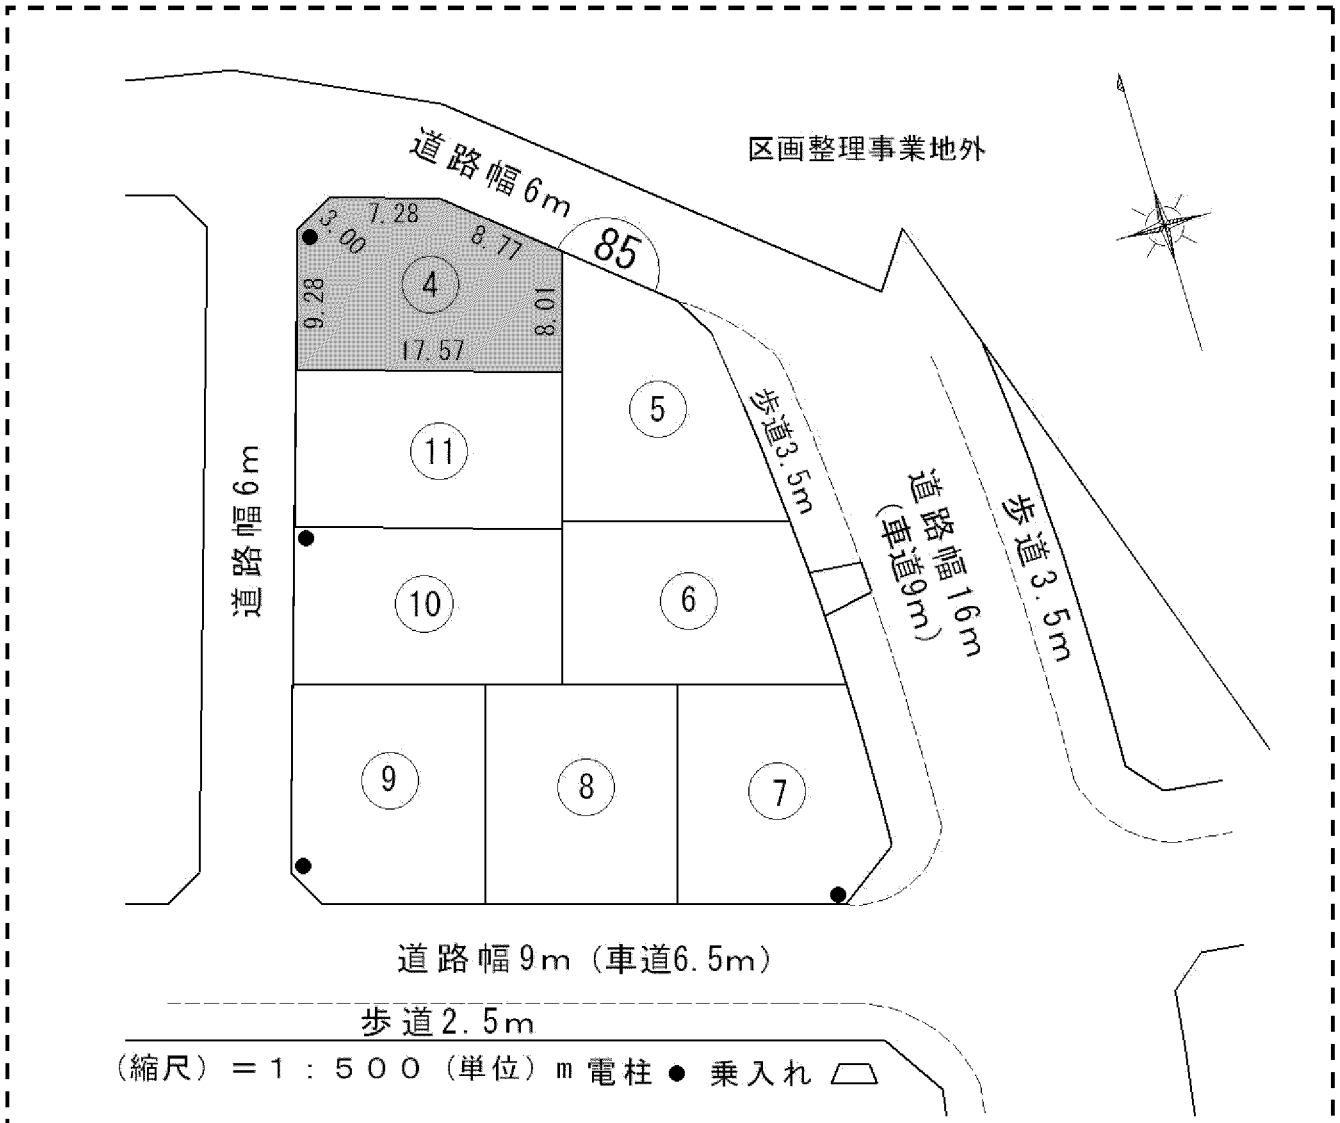 区画整理事業地外
道路幅6m
85
3.00
7.28
8.77
9.28
4
8.01
17.57
5
11
歩道3.5m
道路幅6m
道路幅16m
(車道9m)
歩道3.5m
10
6
9
8
7
道路幅9m (車道6.5m)
歩道2.5m
(縮尺) =1:500 (単位) m 電柱 ● 乗入れ